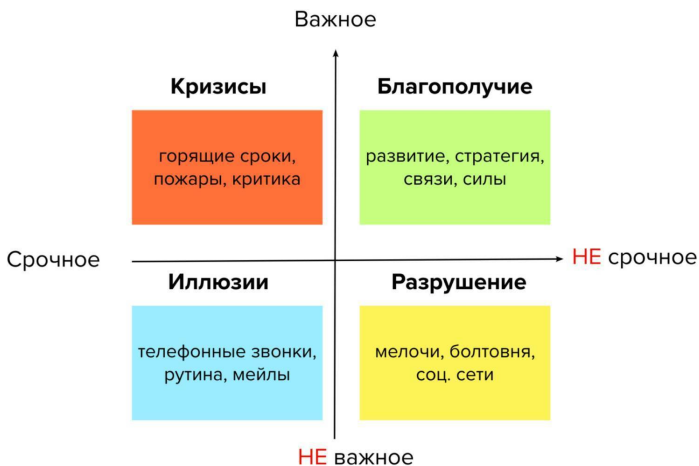 Важное
Кризисы
Благополучие
горящие сроки,
пожары, критика
развитие, стратегия,
связи, силы
Срочное
НЕ срочное
Иллюзии
Разрушение
телефонные звонки,
рутина, мейлы
мелочи, болтовня,
соц. сети
НЕ важное